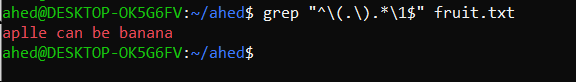 ahed@DESKTOP-OK5G6FV:~/ahed$ grep "^\(.\).*\1$" fruit.txt
aplle can be banana
ahed@DESKTOP-OK5G6FV:~/ahed$